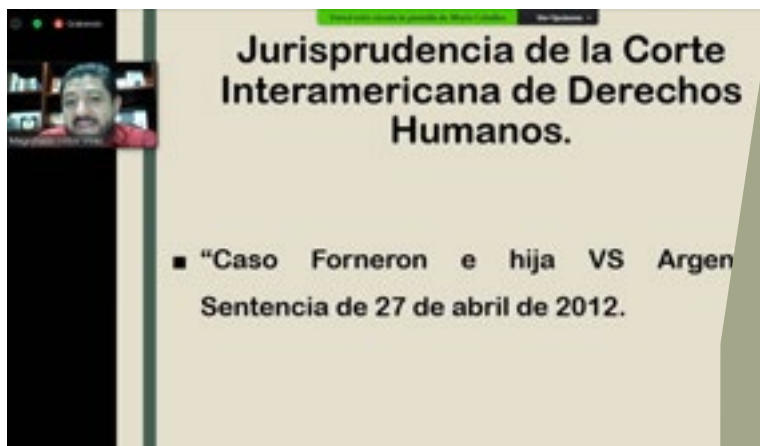 Jurisprudencia de la Corte
Interamericana de Derechos
Humanos.
■ “Caso Forneron e hija VS Argen
Sentencia de 27 de abril de 2012.